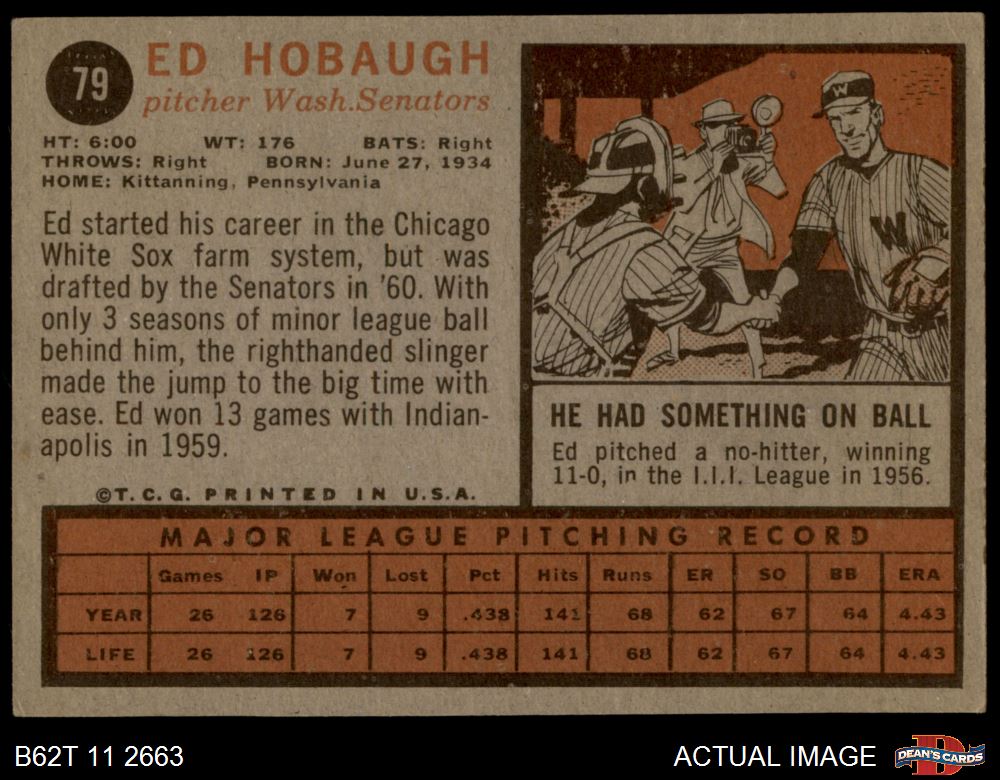 79
ED HOBAUGH
pitcher Wash.Senators
HT: 6:00 WT: 176 BATS: Right
THROWS: Right BORN: June 27, 1934
HOME: Kittanning, Pennsylvania
Ed started his career in the Chicago
White Sox farm system, but was
drafted by the Senators in '60. With
only 3 seasons of minor league ball
behind him, the righthanded slinger
made the jump to the big time with
ease. Ed won 13 games with Indian-
apolis in 1959.
©T.C.G. PRINTED IN U.S.A.
W
W
HE HAD SOMETHING ON BALL
Ed pitched a no-hitter, winning
11-0, in the I.I.I. League in 1956.
MAJOR LEAGUE PITCHING RECORD
Games IP Won Lost Pct Hits Runs ER SO BB ERA
YEAR 26 126 7 9 .438 141 68 62 67 64 4.43
LIFE 26 126 7 9 .438 141 68 62 67 64 4.43
B62T 11 2663
ACTUAL IMAGE
D
DEAN'S CARDS